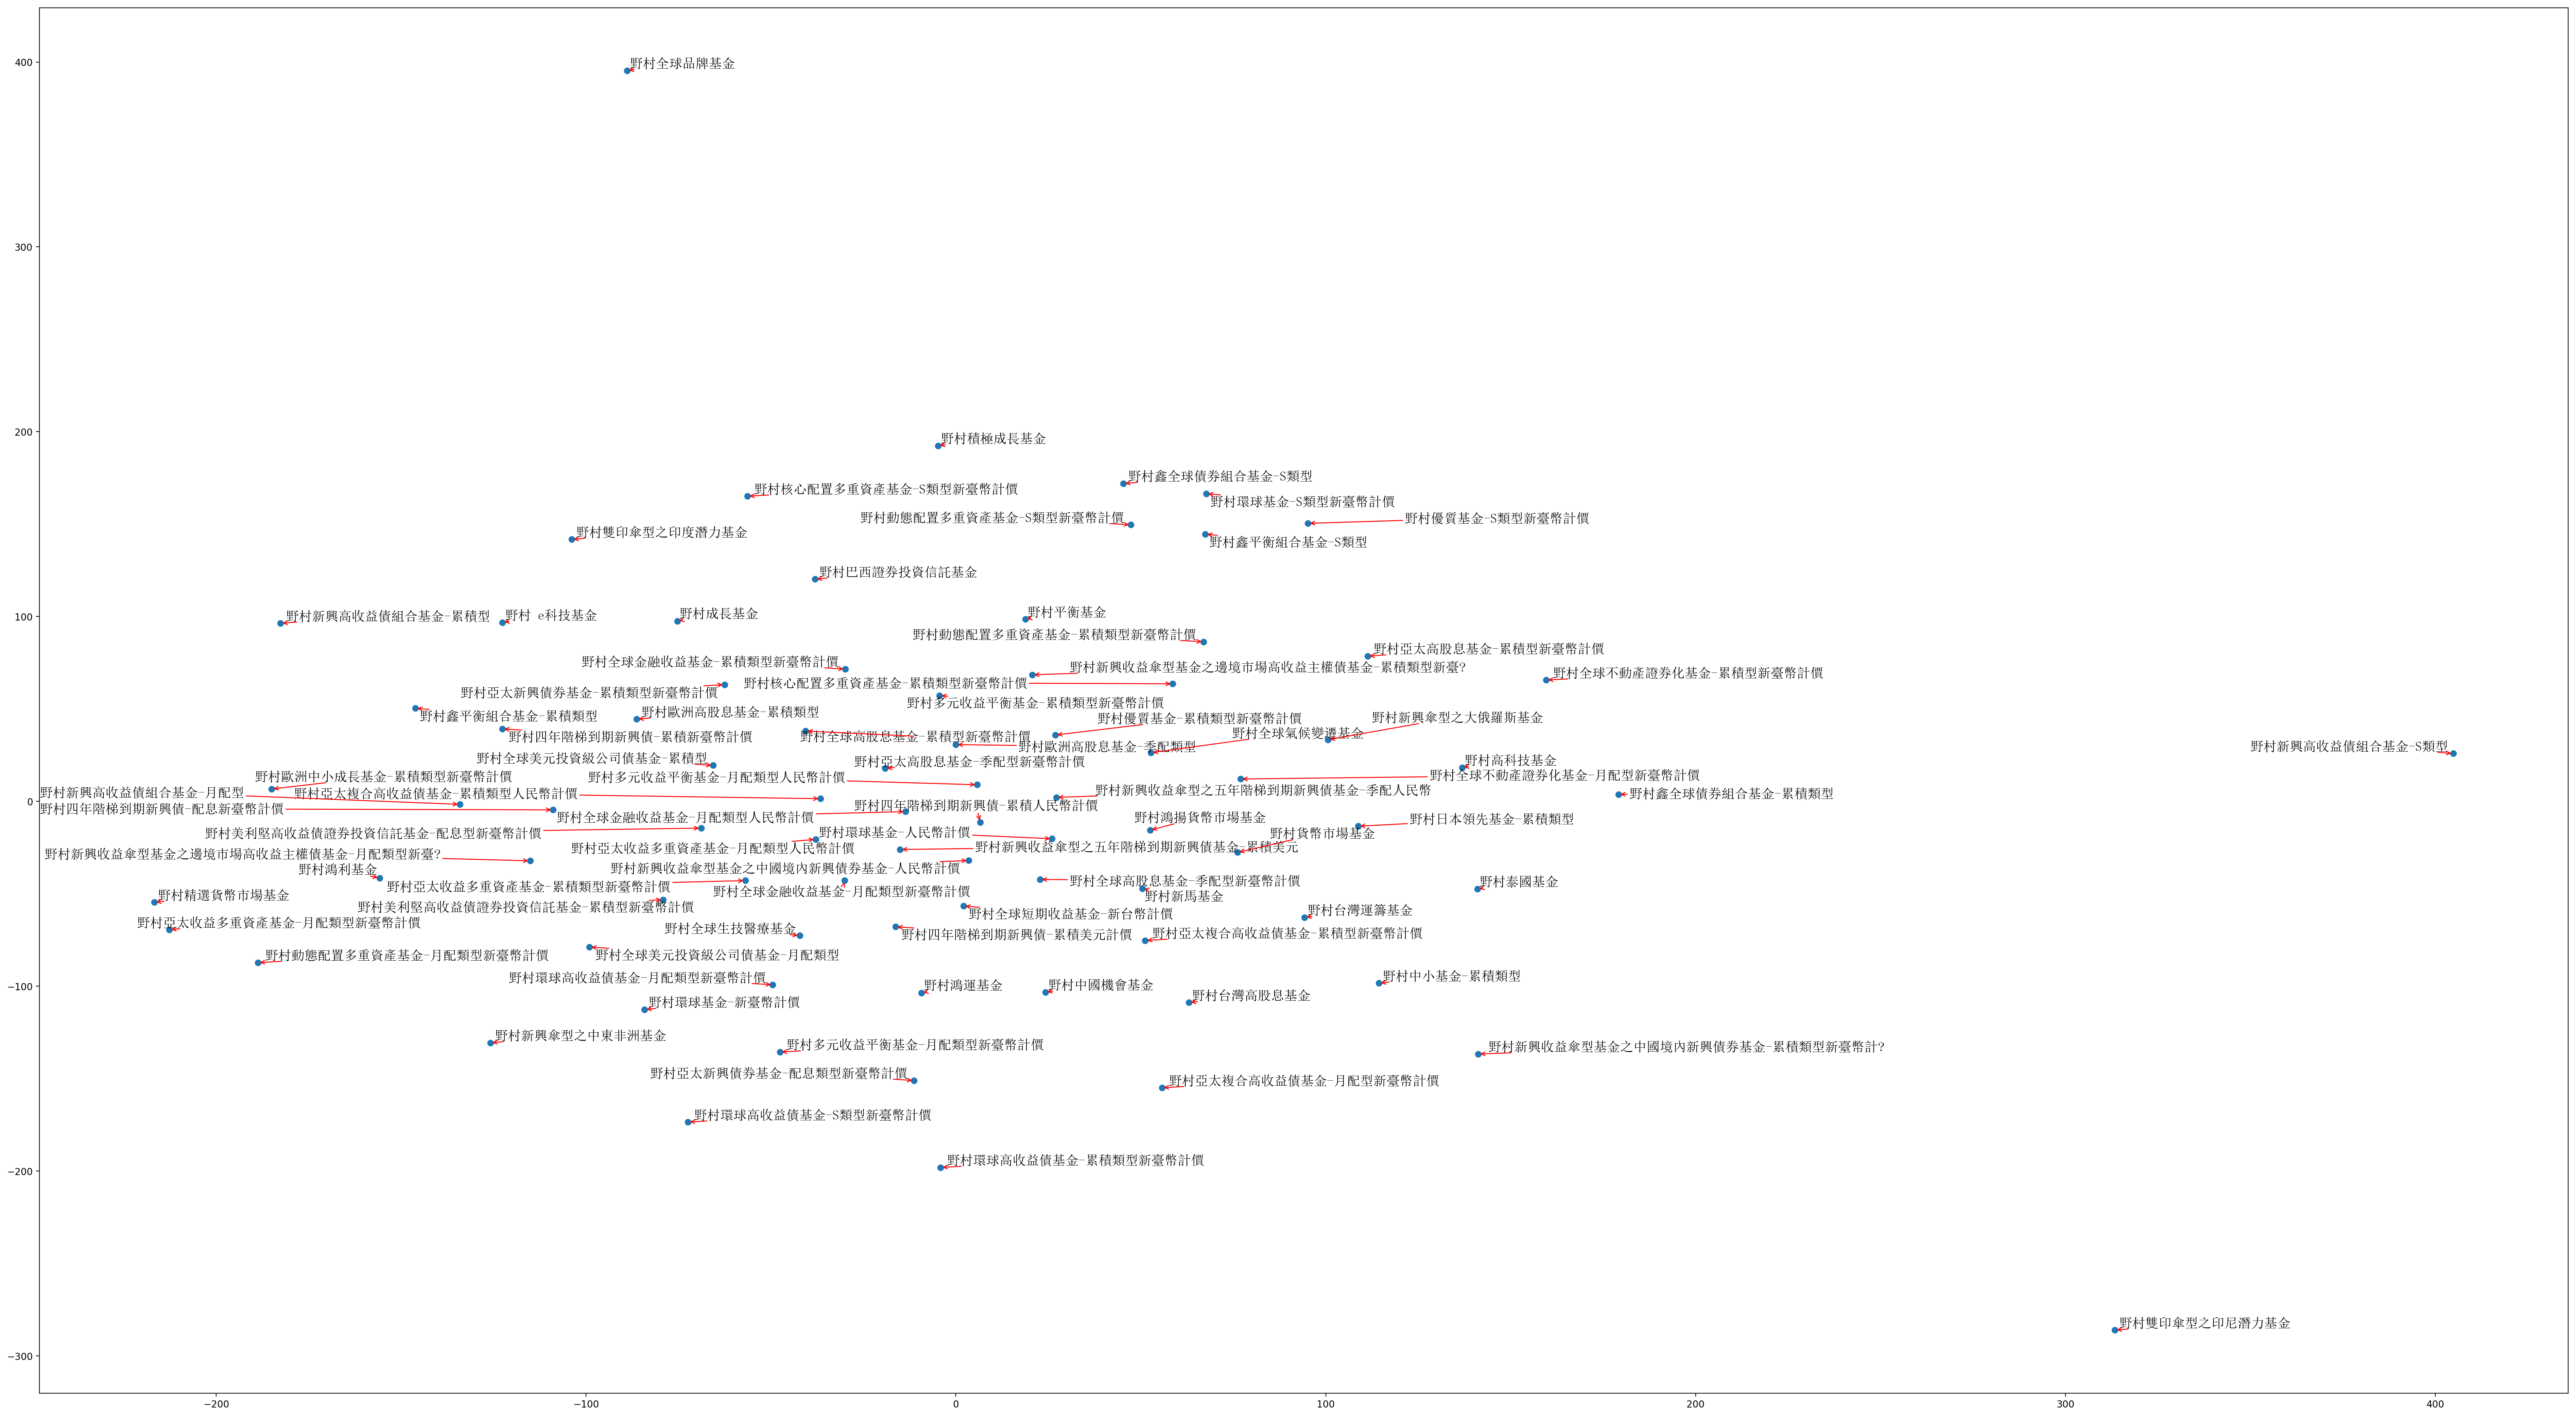 400
野村全球品牌基金
300
200
野村積極成長基金
野村鑫全球債券組合基金-S類型
野村核心配置多重資產基金-S類型新臺幣計價
野村環球基金-S類型新臺幣計價
野村動態配置多重資產基金-S類型新臺幣計價
野村優質基金-S類型新臺幣計價
野村雙印傘型之印度潛力基金
野村鑫平衡組合基金-S類型
野村巴西證券投資信託基金
100
野村新興高收益債組合基金-累積型
野村 e科技基金
野村成長基金
野村平衡基金
野村動態配置多重資產基金-累積類型新臺幣計價
野村亞太高股息基金-累積型新臺幣計價
野村全球金融收益基金-累積類型新臺幣計價
野村新興收益傘型基金之邊境市場高收益主權債基金-累積類型新臺?
野村全球不動產證券化基金-累積型新臺幣計價
野村核心配置多重資產基金-累積類型新臺幣計價
野村亞太新興債券基金-累積類型新臺幣計價
野村多元收益平衡基金-累積類型新臺幣計價
野村鑫平衡組合基金-累積類型
野村歐洲高股息基金-累積類型
野村優質基金-累積類型新臺幣計價
野村新興傘型之大俄羅斯基金
野村四年階梯到期新興債-累積新臺幣計價
野村全球高股息基金-累積型新臺幣計價
野村全球氣候變遷基金
野村歐洲高股息基金-季配類型
野村新興高收益債組合基金-S類型
野村全球美元投資級公司債基金-累積型
野村亞太高股息基金-季配型新臺幣計價
野村高科技基金
野村歐洲中小成長基金-累積類型新臺幣計價
野村多元收益平衡基金-月配類型人民幣計價
野村全球不動產證券化基金-月配型新臺幣計價
0
野村新興高收益債組合基金-月配型
野村亞太複合高收益債基金-累積類型人民幣計價
野村新興收益傘型之五年階梯到期新興債基金-季配人民幣
野村鑫全球債券組合基金-累積類型
野村四年階梯到期新興債-配息新臺幣計價
野村四年階梯到期新興債-累積人民幣計價
野村全球金融收益基金-月配類型人民幣計價
野村鴻揚貨幣市場基金
野村日本領先基金-累積類型
野村美利堅高收益債證券投資信託基金-配息型新臺幣計價
野村環球基金-人民幣計價
野村貨幣市場基金
野村新興收益傘型基金之邊境市場高收益主權債基金-月配類型新臺?
野村亞太收益多重資產基金-月配類型人民幣計價
野村新興收益傘型之五年階梯到期新興債基金-累積美元
野村鴻利基金
野村新興收益傘型基金之中國境內新興債券基金-人民幣計價
野村亞太收益多重資產基金-累積類型新臺幣計價
野村全球金融收益基金-月配類型新臺幣計價
野村全球高股息基金-季配型新臺幣計價
野村新馬基金
野村泰國基金
野村精選貨幣市場基金
野村美利堅高收益債證券投資信託基金-累積型新臺幣計價
野村全球短期收益基金-新台幣計價
野村台灣運籌基金
野村亞太收益多重資產基金-月配類型新臺幣計價
野村全球生技醫療基金
野村四年階梯到期新興債-累積美元計價
野村亞太複合高收益債基金-累積型新臺幣計價
野村動態配置多重資產基金-月配類型新臺幣計價
野村全球美元投資級公司債基金-月配類型
野村環球高收益債基金-月配類型新臺幣計價
野村中小基金-累積類型
−100
野村鴻運基金
野村中國機會基金
野村台灣高股息基金
野村環球基金-新臺幣計價
野村新興傘型之中東非洲基金
野村多元收益平衡基金-月配類型新臺幣計價
野村新興收益傘型基金之中國境內新興債券基金-累積類型新臺幣計?
野村亞太新興債券基金-配息類型新臺幣計價
野村亞太複合高收益債基金-月配型新臺幣計價
野村環球高收益債基金-S類型新臺幣計價
野村環球高收益債基金-累積類型新臺幣計價
−200
野村雙印傘型之印尼潛力基金
−300
−200 −100 0 100 200 300 400